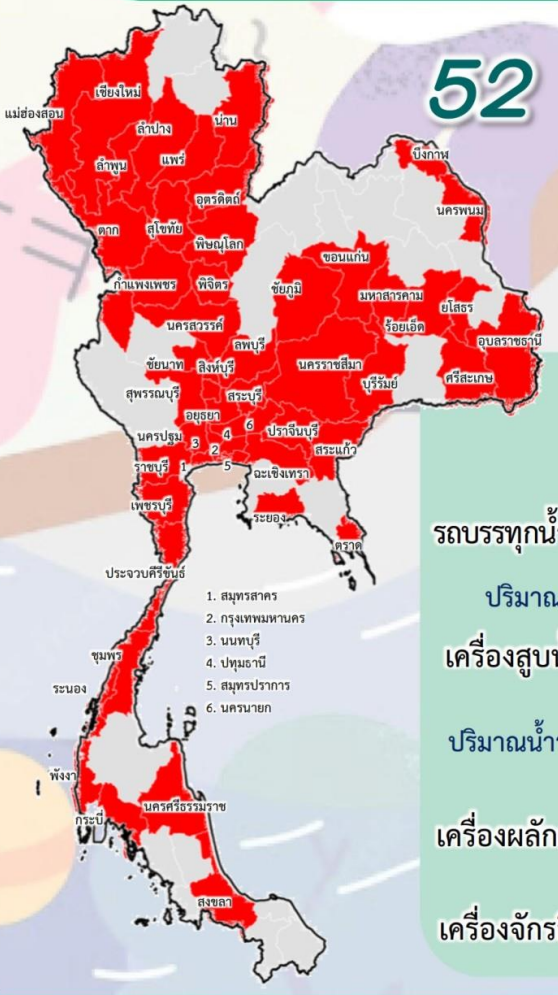 52
เชียงใหม่
แม่ฮ่องสอน
น่าน
ลำปาง
ลำพูน
แพร่
อุตรดิตถ์
ตาก
สุโขทัย
พิษณุโลก
กำแพงเพชร
พิจิตร
นครสวรรค์
ลพบุรี
ชัยนาท
สิงห์บุรี
สุพรรณบุรี
สระบุรี
อยุธยา
นครปฐม
3
4
6
2
ราชบุรี
1
5
เพชรบุรี
ประจวบคีรีขันธ์
บึงกาฬ
นครพนม
ขอนแก่น
ชัยภูมิ
มหาสารคาม
ยโสธร
ร้อยเอ็ด
อุบลราชธานี
นครราชสีมา
บุรีรัมย์
ศรีสะเกษ
ปราจีนบุรี
สระแก้ว
ฉะเชิงเทรา
ระยอง
ตราด
1. สมุทรสาคร
2. กรุงเทพมหานคร
3. นนทบุรี
4. ปทุมธานี
5. สมุทรปราการ
6. นครนายก
ชุมพร
ระนอง
พังงา
นครศรีธรรมราช
กระบี่
สงขลา
รถบรรทุกน้ำ
ปริมาณ
เครื่องสูบ
ปริมาณน้ำ
เครื่องผลัก
เครื่องจักร